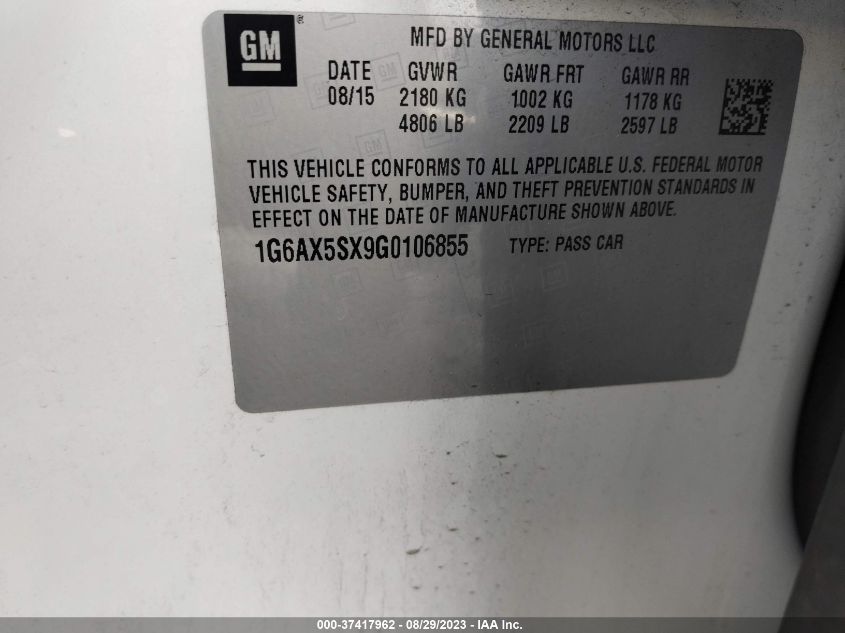 GM ®
MFD BY GENERAL MOTORS LLC
DATE GVWR GAWR FRT GAWR RR
08/15 2180 KG 1002 KG 1178 KG
4806 LB 2209 LB 2597 LB
THIS VEHICLE CONFORMS TO ALL APPLICABLE U.S. FEDERAL MOTOR
VEHICLE SAFETY, BUMPER, AND THEFT PREVENTION STANDARDS IN
EFFECT ON THE DATE OF MANUFACTURE SHOWN ABOVE.
1G6AX5SX9G0106855 TYPE: PASS CAR
000-37417962 - 08/29/2023 - IAA Inc.